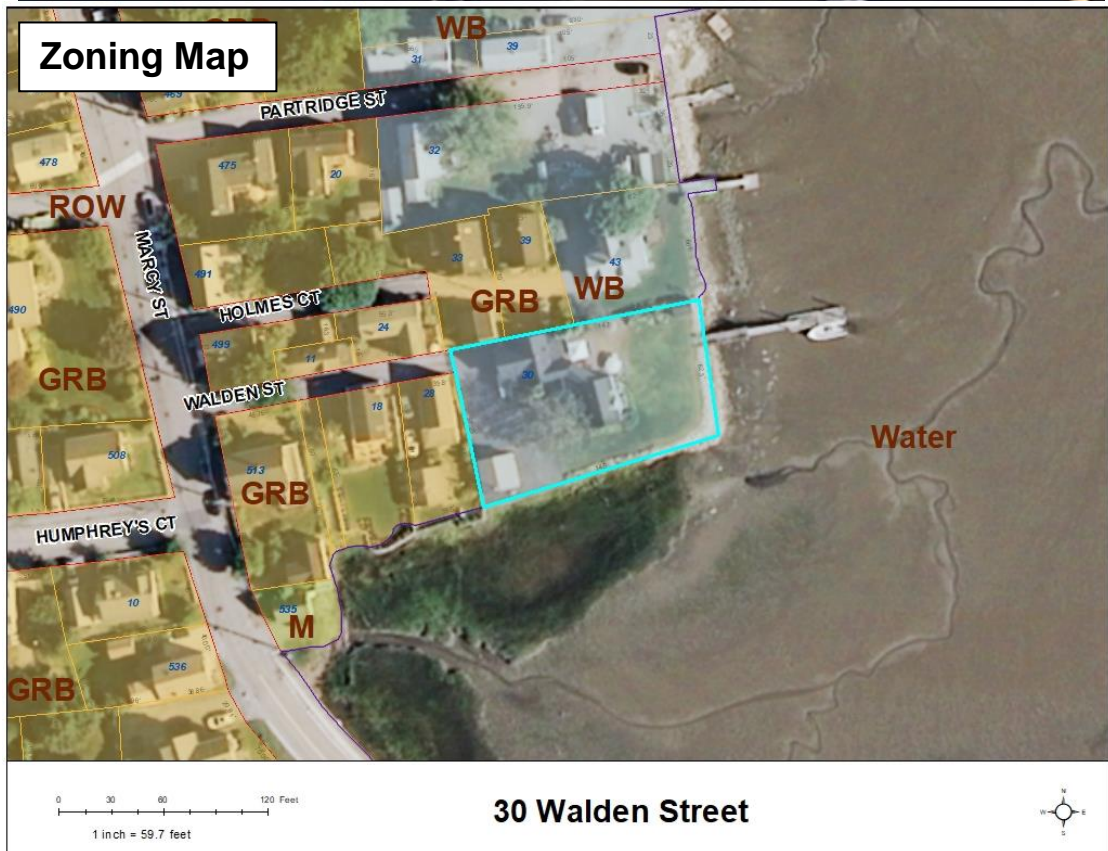 Zoning Map
WB
31
39
PARTRIDGE ST
478
475
20
32
ROW
MARCY ST
491
33
39
43
WB
490
HOLMES CT
GRB
499
24
11
GRB
WALDEN ST
30
18
28
508
513
GRB
Water
HUMPHREY'S CT
10
535
M
536
GRB
0 30 60 120 Feet
1 inch = 59.7 feet
30 Walden Street
N
W E
S